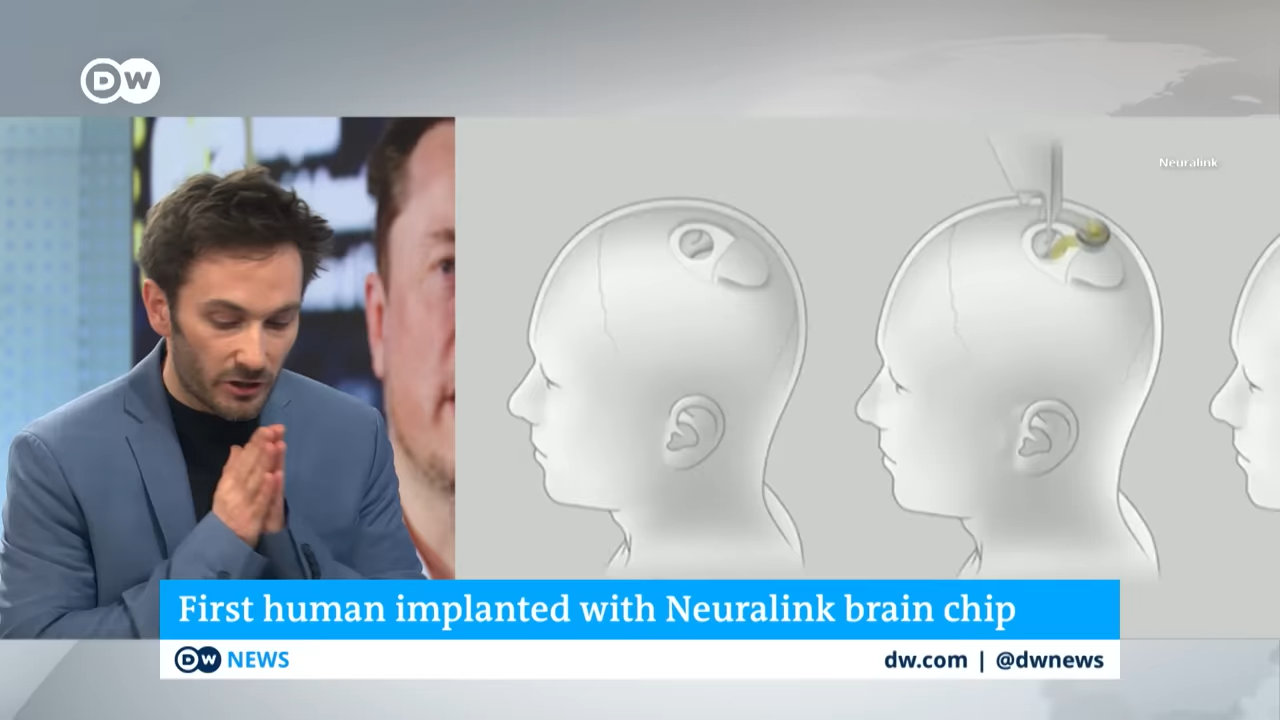 DW
Neuralink
First human implanted with Neuralink brain chip
DW NEWS
dw.com | @dwnews